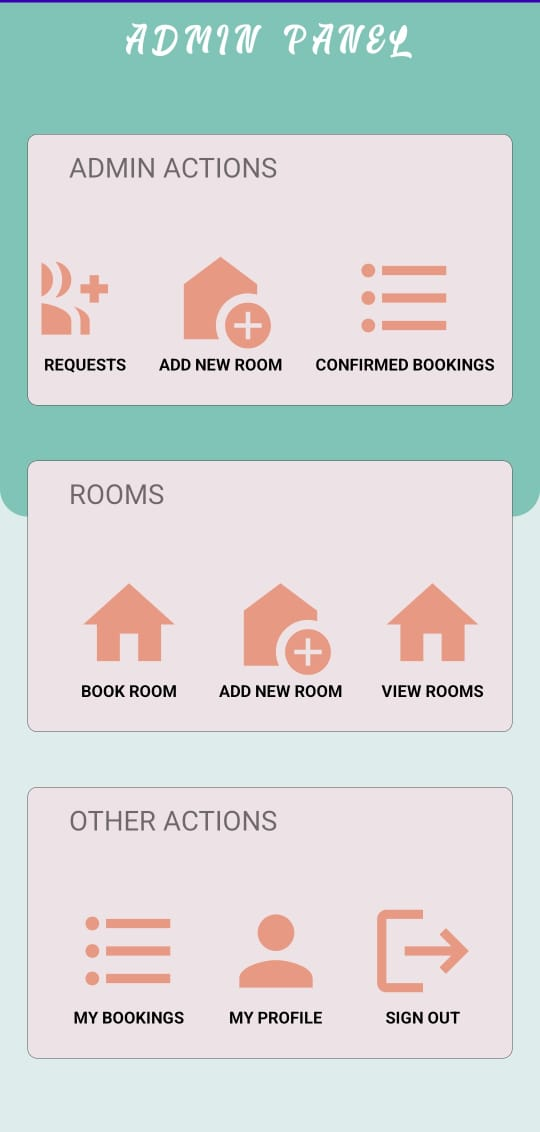 ADMIN PANEL
ADMIN ACTIONS
REQUESTS ADD NEW ROOM CONFIRMED BOOKINGS
ROOMS
BOOK ROOM ADD NEW ROOM VIEW ROOMS
OTHER ACTIONS
MY BOOKINGS MY PROFILE SIGN OUT